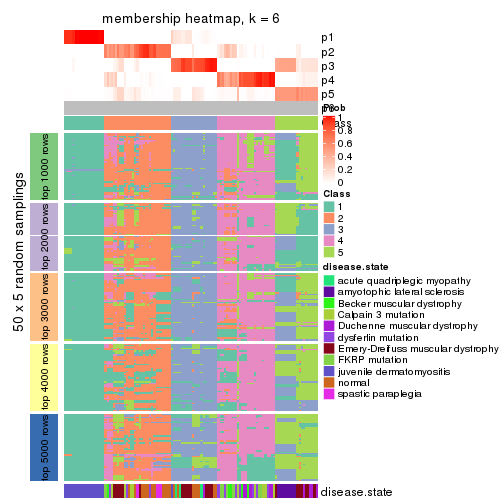 membership heatmap, k = 6
p1
p2
p3
p4
p5
Prob
1
0.8
0.6
0.4
0.2
0
Class
1
2
3
4
5
disease.state
acute quadriplegic myopathy
amyotophic lateral sclerosis
Becker muscular dystrophy
Calpain 3 mutation
Duchenne muscular dystrophy
dysferlin mutation
Emery-Dreifuss muscular dystrophy
FKRP mutation
juvenile dermatomyositis
normal
spastic paraplegia
50 x 5 random samplings
top 1000 rows
top 2000 rows
top 3000 rows
top 4000 rows
top 5000 rows
disease.state